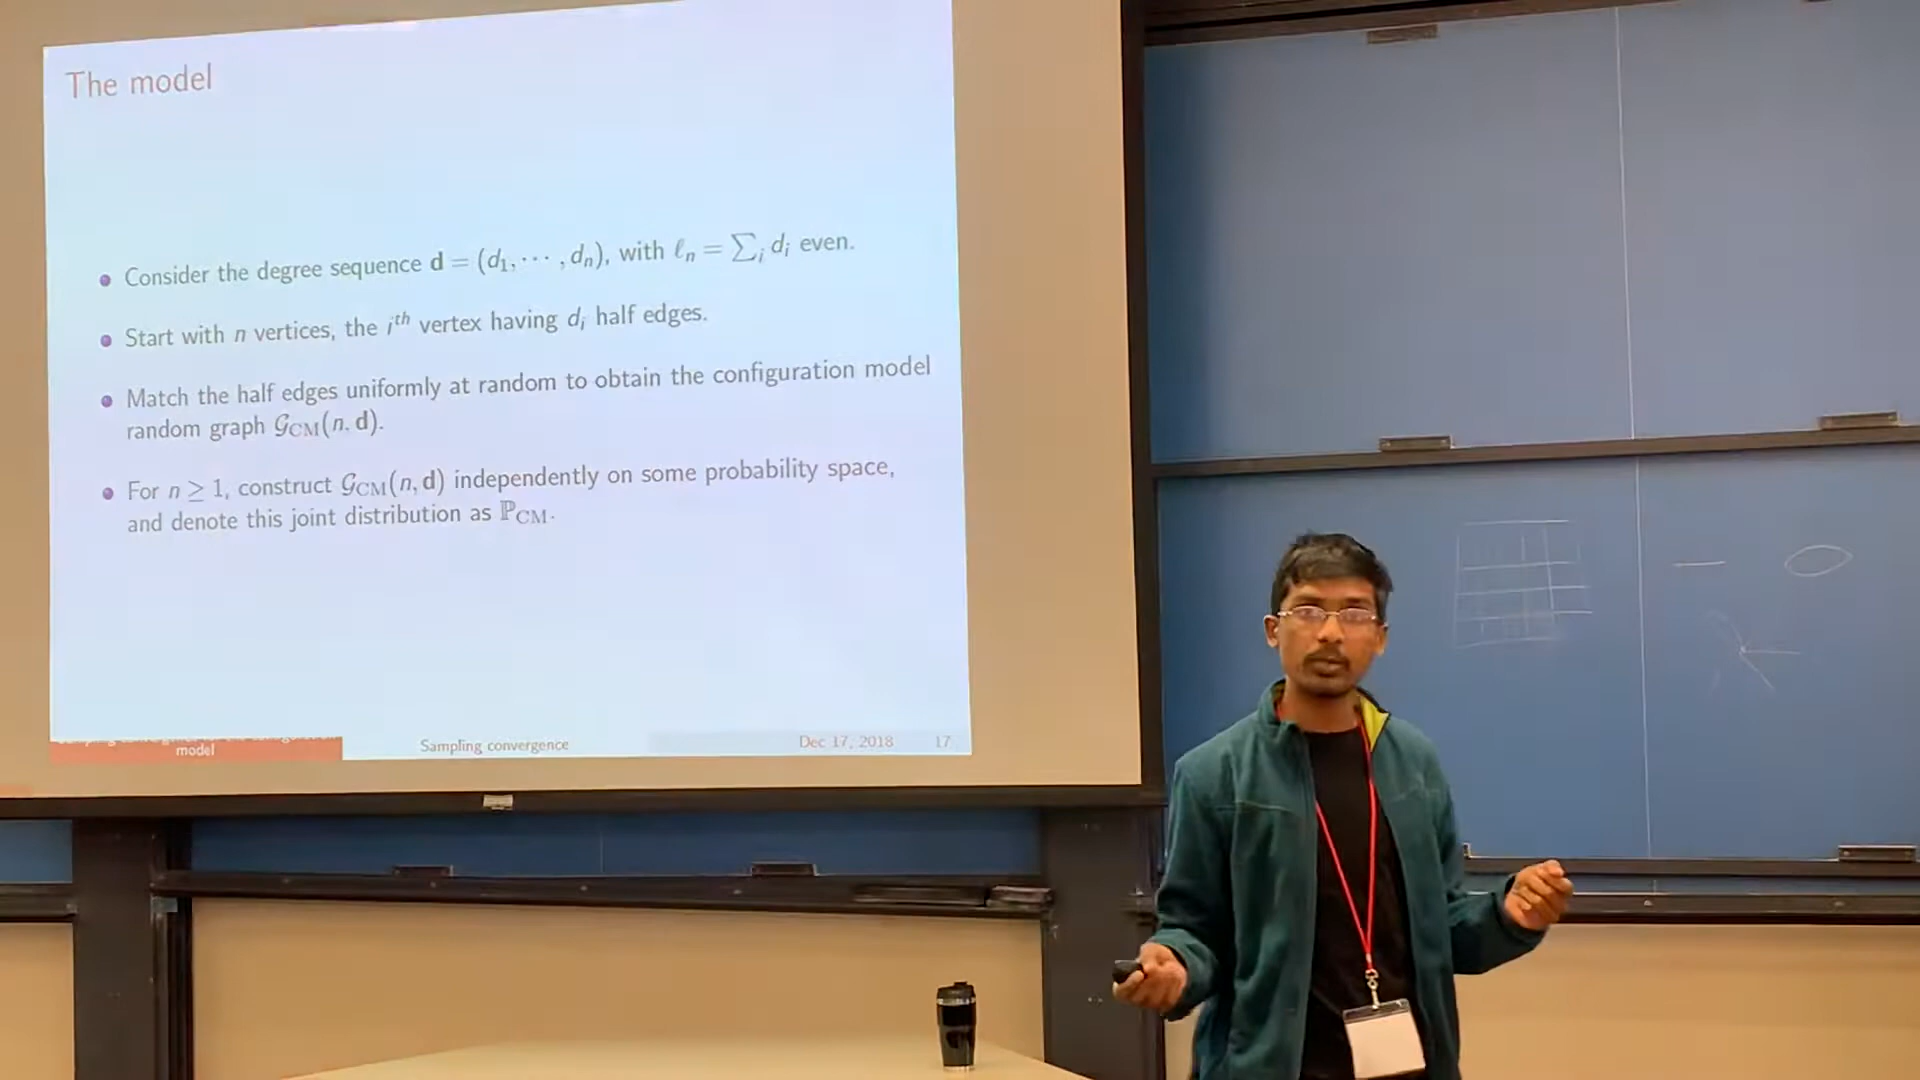 The model
Consider the degree sequence d = (d₁, ⋯ , dₙ), with ℓₙ = ∑ᵢ dᵢ even.
Start with n vertices, the iᵗʰ vertex having dᵢ half edges.
Match the half edges uniformly at random to obtain the configuration model
random graph 𝒢CM(n, d).
For n ≥ 1, construct 𝒢CM(n, d) independently on some probability space,
and denote this joint distribution as ℙCM.
model
Sampling convergence
Dec 17, 2018
17